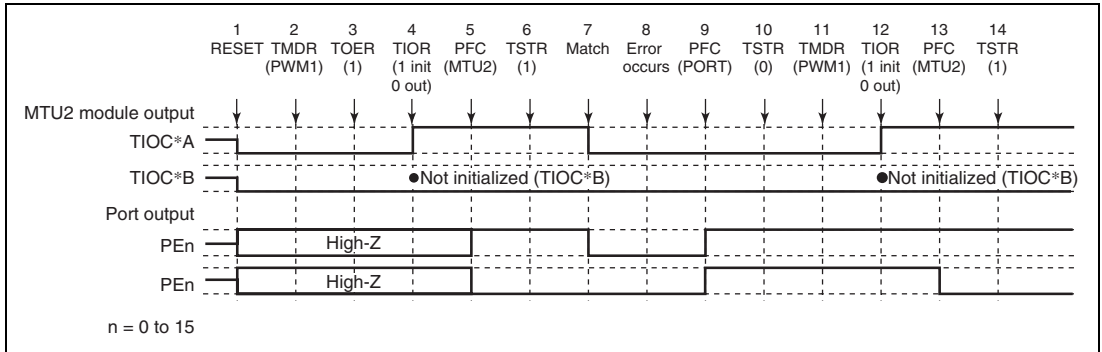 1 2 3 4 5 6 7 8 9 10 11 12 13 14
RESET TMDR TOER TIOR PFC TSTR Match Error PFC TSTR TMDR TIOR PFC TSTR
(PWM1) (1) (1 init (MTU2) (1) occurs (PORT) (0) (PWM1) (1 init (MTU2) (1)
0 out) 0 out)
MTU2 module output
TIOC*A
TIOC*B ●Not initialized (TIOC*B) ●Not initialized (TIOC*B)
Port output
PEn High-Z
PEn High-Z
n = 0 to 15